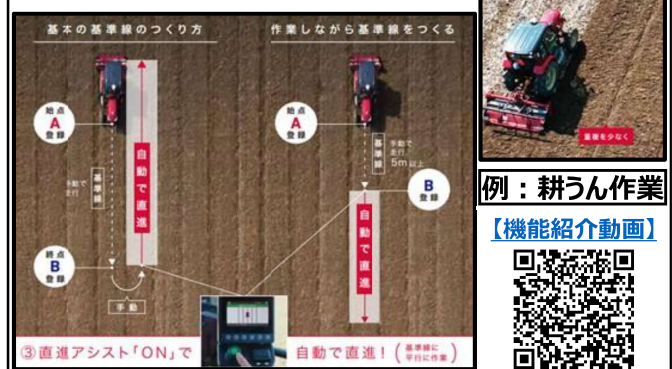 基本の基準線のつくり方
始点
A
登録
基準線
手動で
走行
自動で直進
終点
B
登録
手動
作業しながら基準線をつくる
始点
A
登録
基準線
手動で
走行
5m以上
B
登録
自動で直進
③直進アシスト「ON」で 自動で直進！(基準線に平行に作業)
重複を少なく
例：耕うん作業
【機能紹介動画】